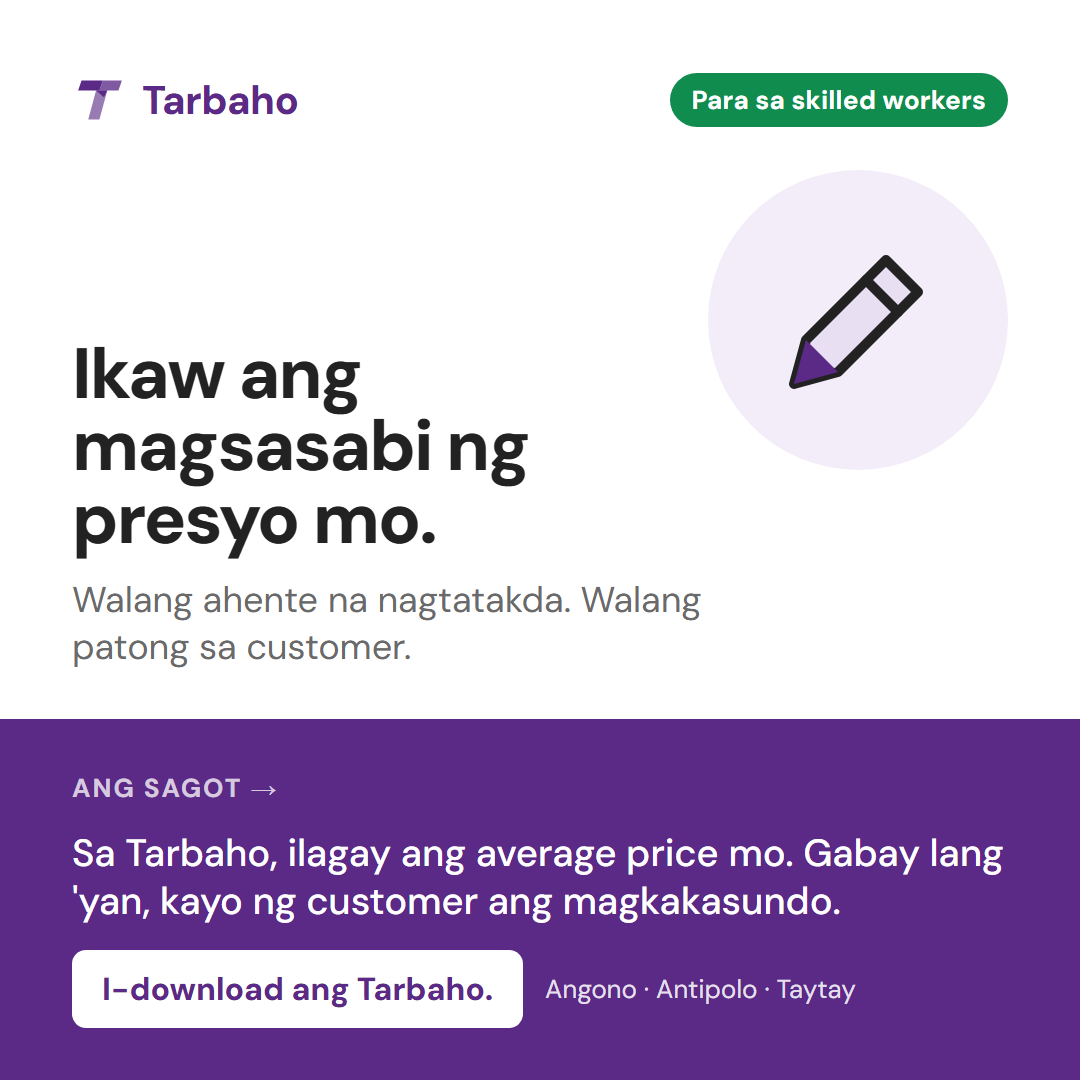 Tarbaho
Para sa skilled workers
Ikaw ang
magsasabi ng
presyo mo.
Walang ahente na nagtatakda. Walang
patong sa customer.
ANG SAGOT →
Sa Tarbaho, ilagay ang average price mo. Gabay lang
'yan, kayo ng customer ang magkakasundo.
I-download ang Tarbaho.
Angono · Antipolo · Taytay